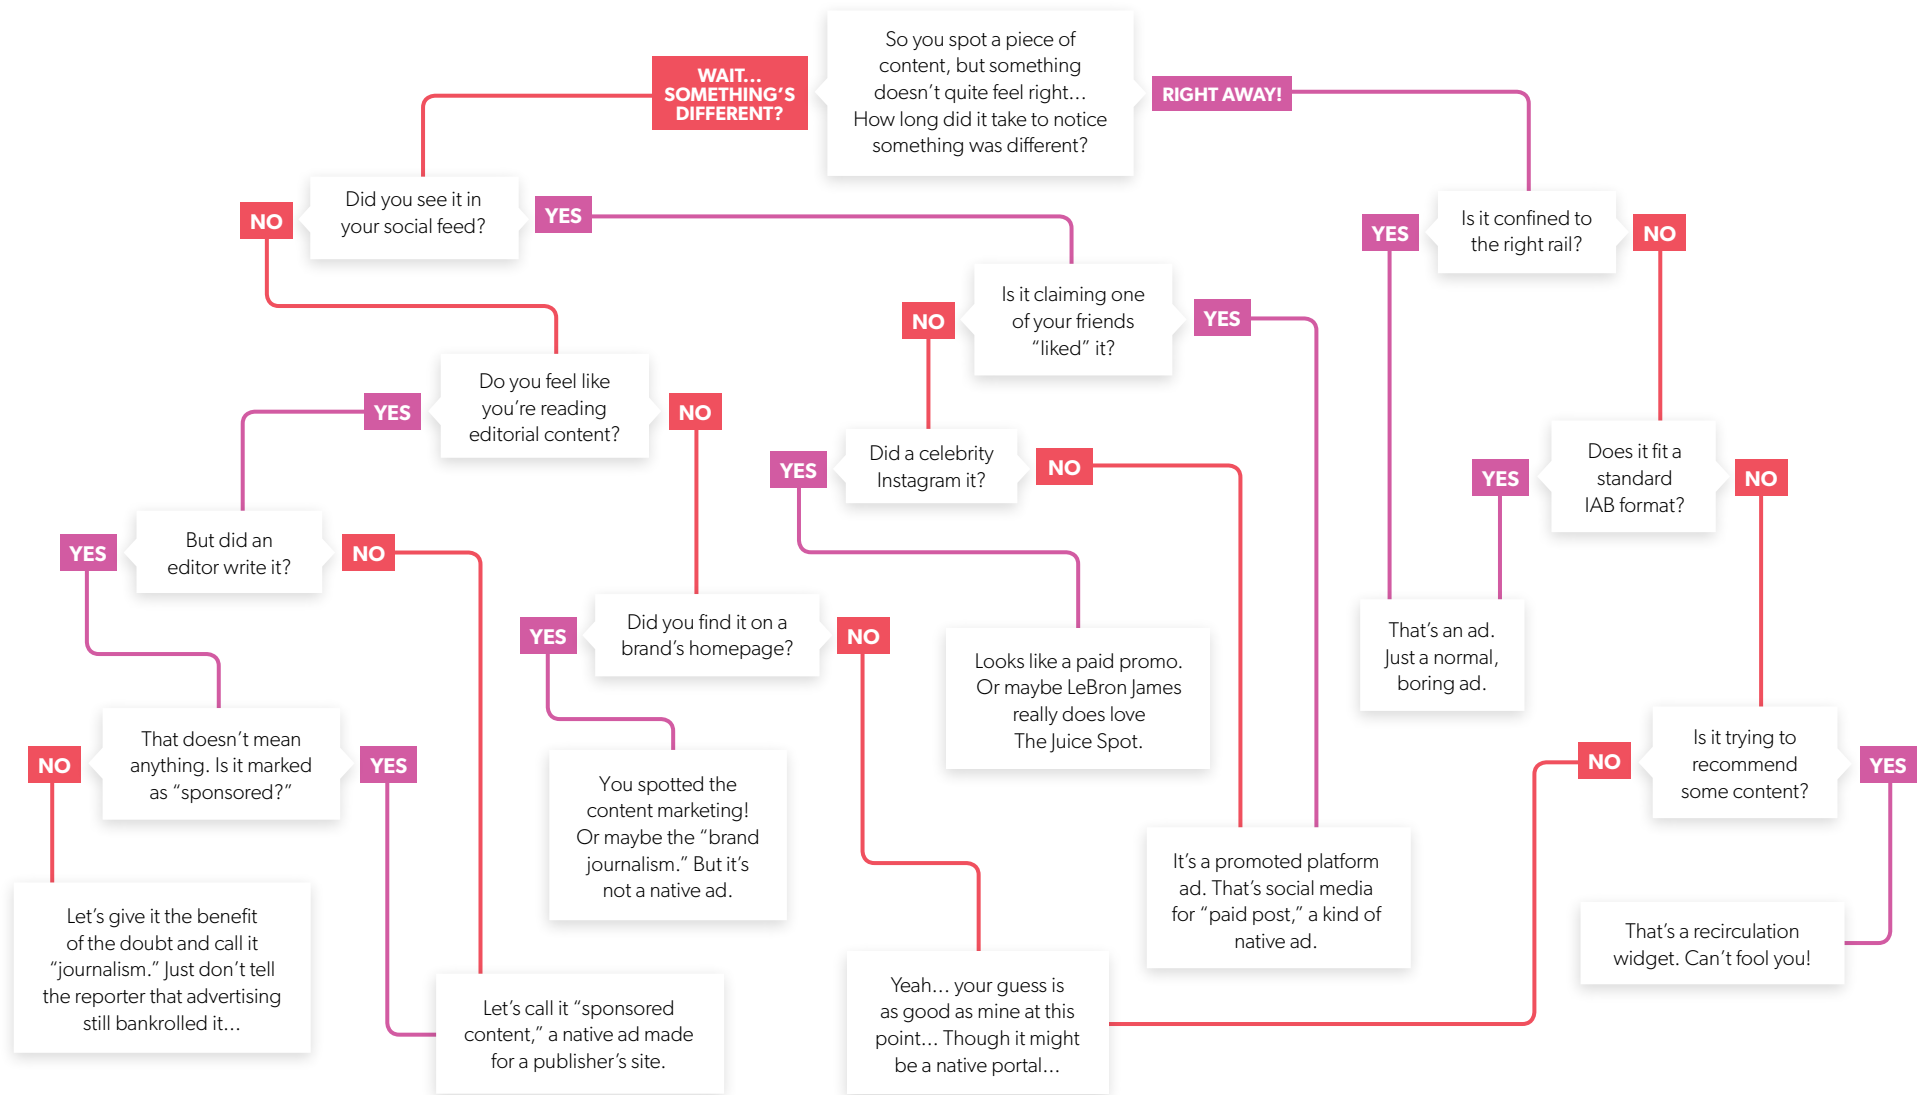 So you spot a piece of
content, but something
doesn’t quite feel right…
How long did it take to notice
something was different?
WAIT…
SOMETHING’S
DIFFERENT?
RIGHT AWAY!
Did you see it in
your social feed?
NO
YES
Is it confined to
the right rail?
YES
NO
Is it claiming one
of your friends
“liked” it?
NO
YES
Do you feel like
you’re reading
editorial content?
YES
NO
Did a celebrity
Instagram it?
YES
NO
Does it fit a
standard
IAB format?
YES
NO
But did an
editor write it?
YES
NO
Did you find it on a
brand’s homepage?
YES
NO
Looks like a paid promo.
Or maybe LeBron James
really does love
The Juice Spot.
That’s an ad.
Just a normal,
boring ad.
That doesn’t mean
anything. Is it marked
as “sponsored?”
NO
YES
You spotted the
content marketing!
Or maybe the “brand
journalism.” But it’s
not a native ad.
Is it trying to
recommend
some content?
NO
YES
It’s a promoted platform
ad. That’s social media
for “paid post,” a kind of
native ad.
Let’s give it the benefit
of the doubt and call it
“journalism.” Just don’t tell
the reporter that advertising
still bankrolled it…
Let’s call it “sponsored
content,” a native ad made
for a publisher’s site.
Yeah… your guess is
as good as mine at this
point… Though it might
be a native portal…
That’s a recirculation
widget. Can’t fool you!